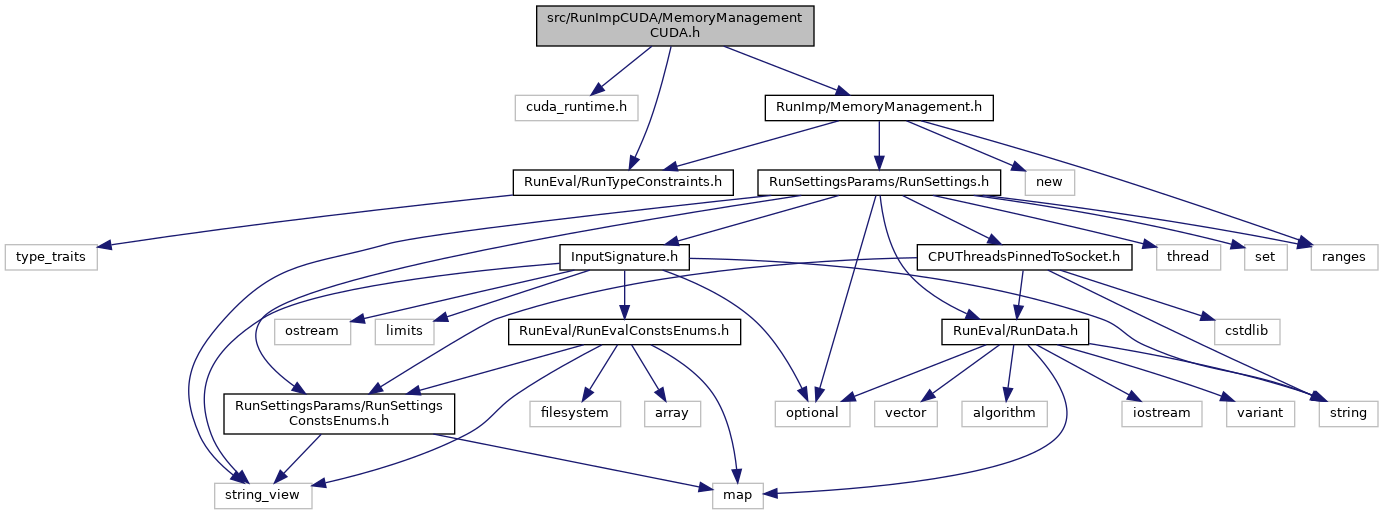 src/RunImpCUDA/MemoryManagement
CUDA.h
cuda_runtime.h
RunImp/MemoryManagement.h
RunEval/RunTypeConstraints.h
RunSettingsParams/RunSettings.h
new
type_traits
InputSignature.h
CPUThreadsPinnedToSocket.h
thread
set
ranges
ostream
limits
RunEval/RunEvalConstsEnums.h
RunEval/RunData.h
cstdlib
RunSettingsParams/RunSettings
ConstsEnums.h
filesystem
array
optional
vector
algorithm
iostream
variant
string
string_view
map